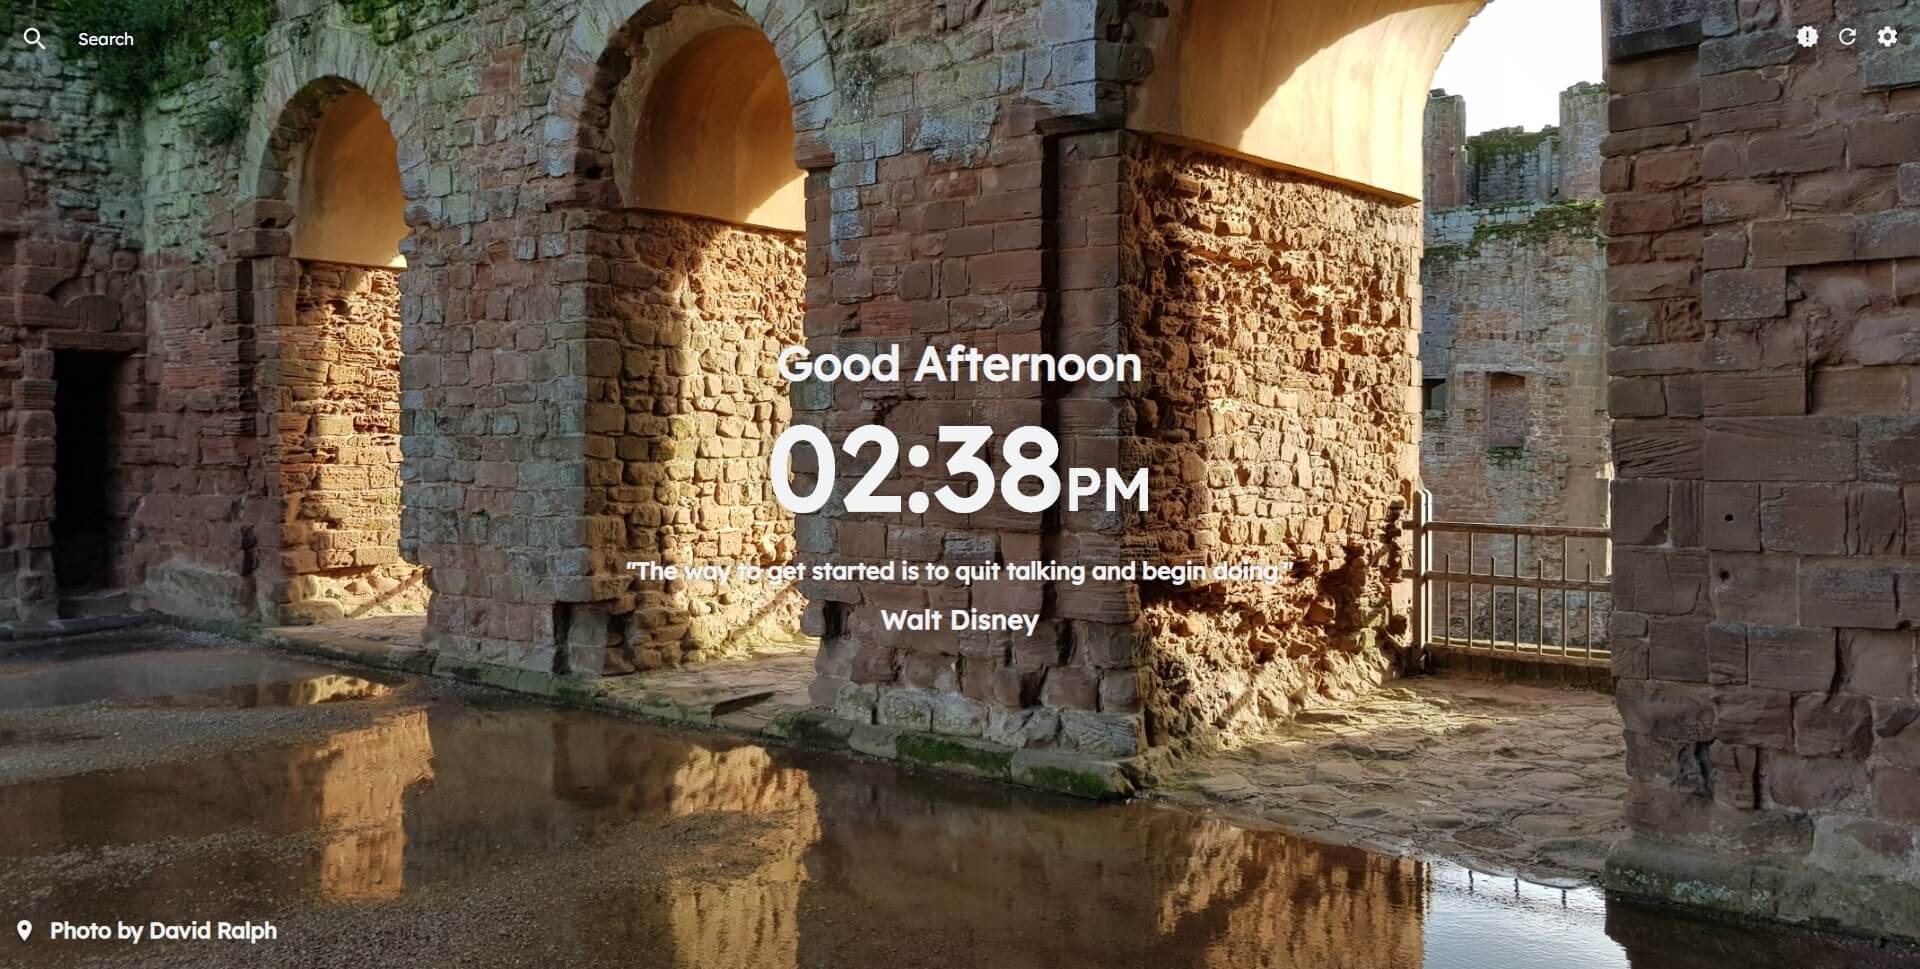 Search
Good Afternoon
02:38PM
"The way to get started is to quit talking and begin doing."
Walt Disney
Photo by David Ralph